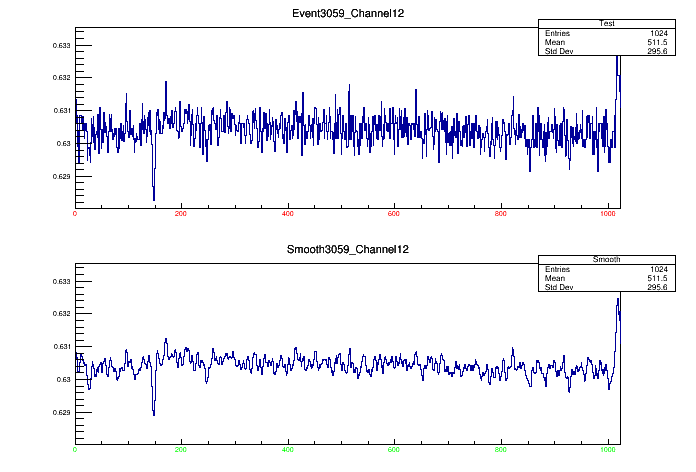 Event3059_Channel12
Test
Entries 1024
Mean 511.5
Std Dev 295.6
0.633
0.632
0.631
0.63
0.629
0 200 400 600 800 1000
Smooth3059_Channel12
Smooth
Entries 1024
Mean 511.5
Std Dev 295.6
0.633
0.632
0.631
0.63
0.629
0 200 400 600 800 1000